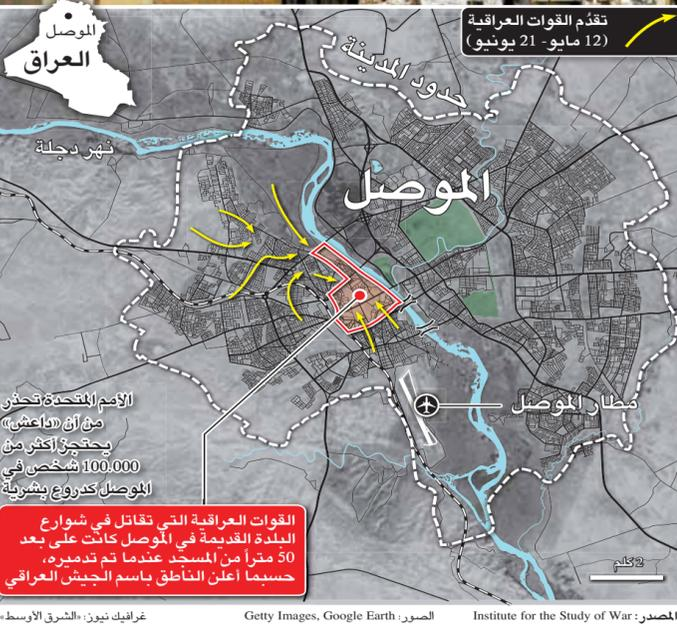 تقدُم القوات العراقية
(12 مايو- 21 يونيو)
الموصل
العراق
حدود المدينة
نهر دجلة
الموصل
مطار الموصل
الأمم المتحدة تحذر
من أن «داعش»
يحتجز أكثر من
100.000 شخص في
الموصل كدروع بشرية
القوات العراقية التي تقاتل في شوارع
البلدة القديمة في الموصل كانت على بعد
50 متراً من المسجد عندما تم تدميره،
حسبما أعلن الناطق باسم الجيش العراقي
2 كلم
المصدر: Institute for the Study of War الصور: Getty Images, Google Earth غرافيك نيوز: «الشرق الأوسط»